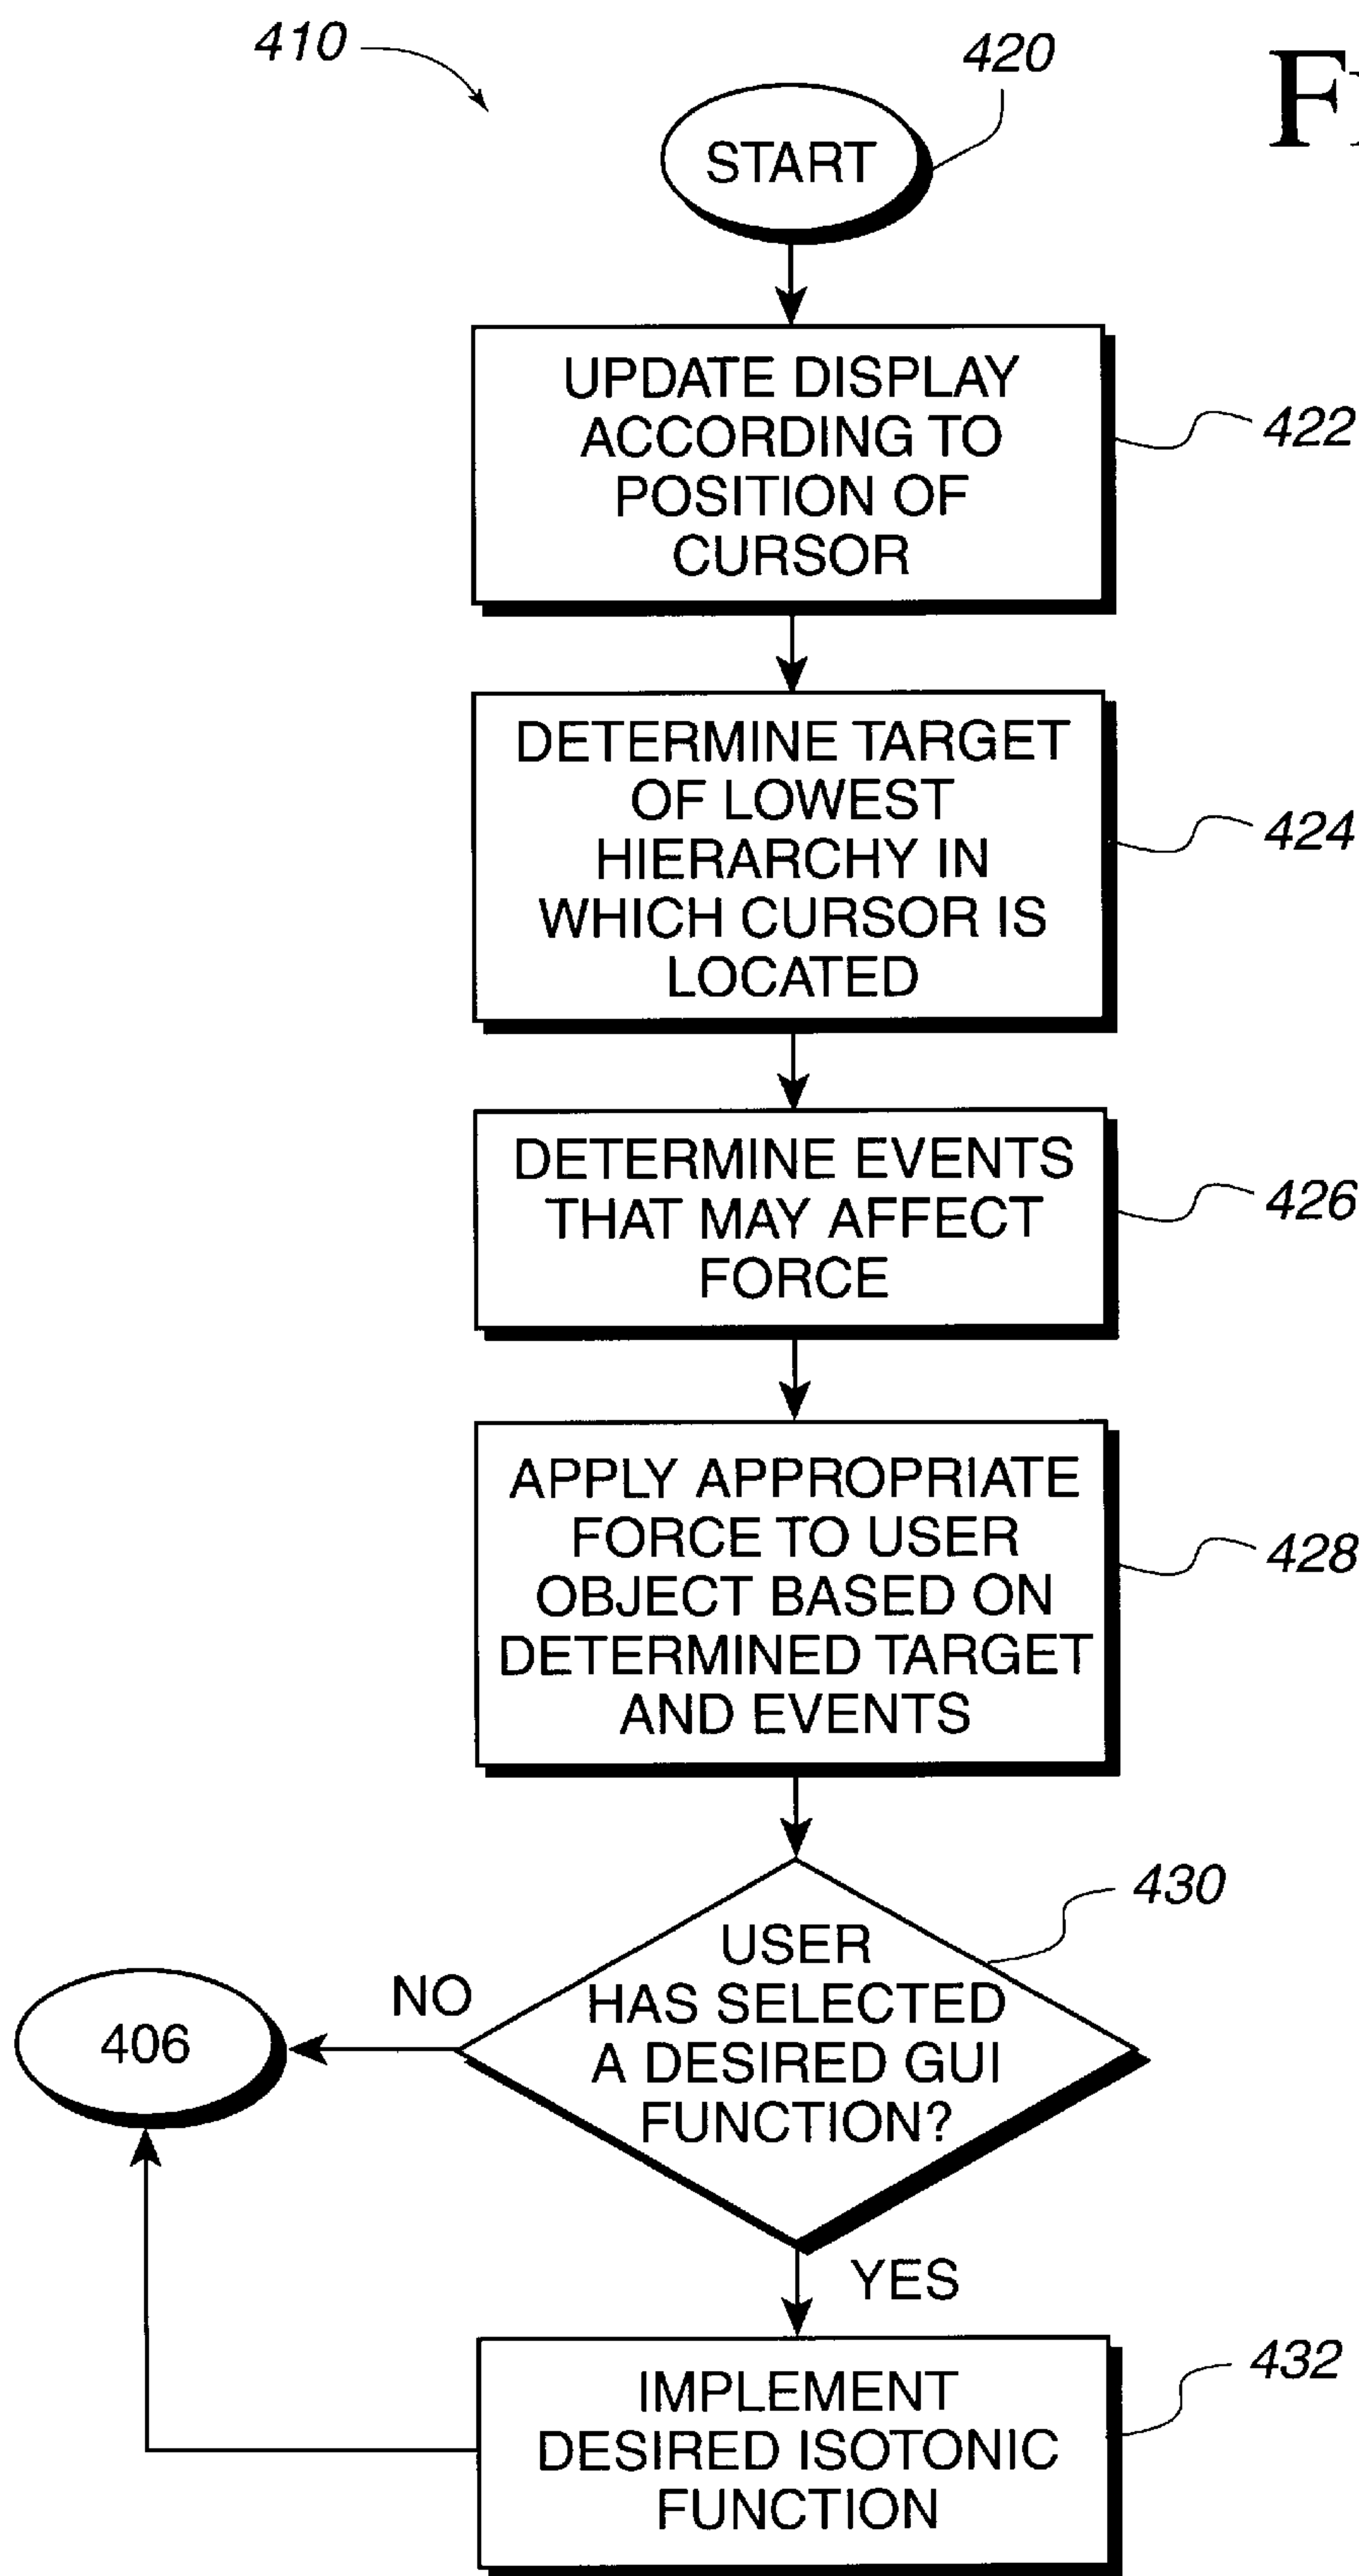 410
420
START
UPDATE DISPLAY
ACCORDING TO
POSITION OF
CURSOR
422
DETERMINE TARGET
OF LOWEST
HIERARCHY IN
WHICH CURSOR IS
LOCATED
424
DETERMINE EVENTS
THAT MAY AFFECT
FORCE
426
APPLY APPROPRIATE
FORCE TO USER
OBJECT BASED ON
DETERMINED TARGET
AND EVENTS
428
430
USER
HAS SELECTED
A DESIRED GUI
FUNCTION?
NO
406
YES
IMPLEMENT
DESIRED ISOTONIC
FUNCTION
432